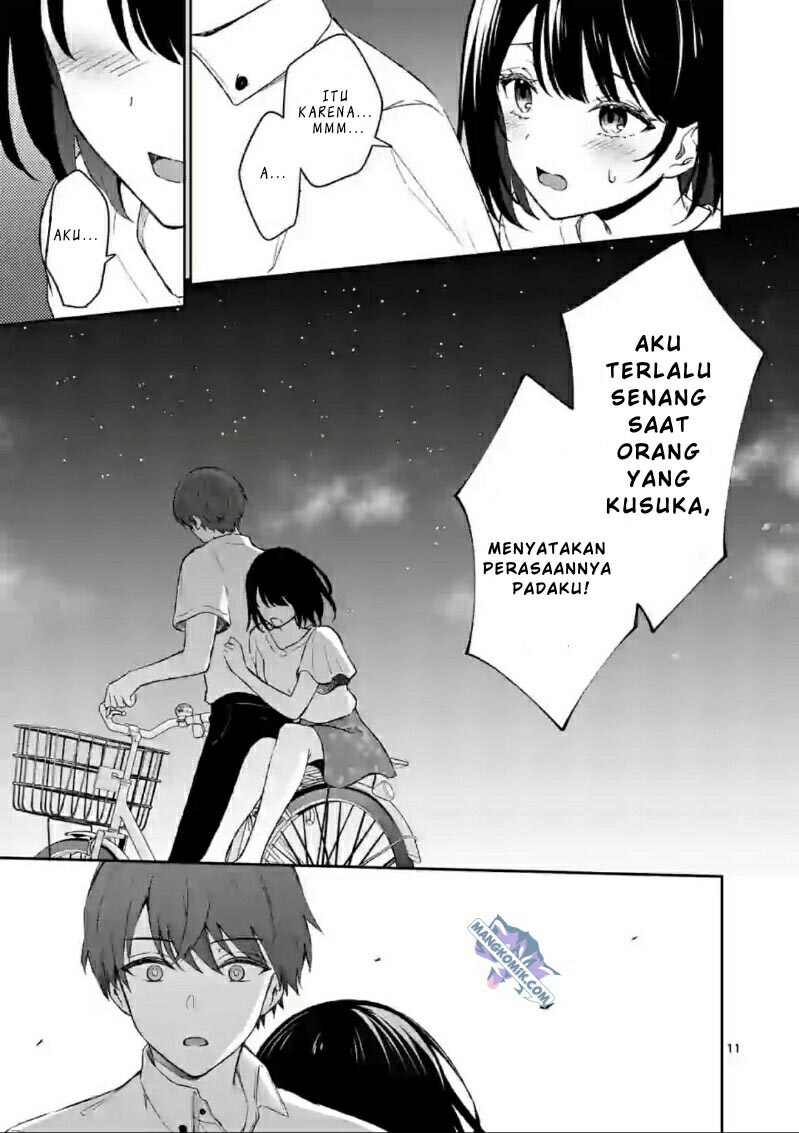 ITU
KARENA...
MMM...
A...
AKU...
AKU
TERLALU
SENANG
SAAT
ORANG
YANG
KUSUKA,
MENYATAKAN
PERASAANNYA
PADAKU!
MANGKOMIK.COM
11